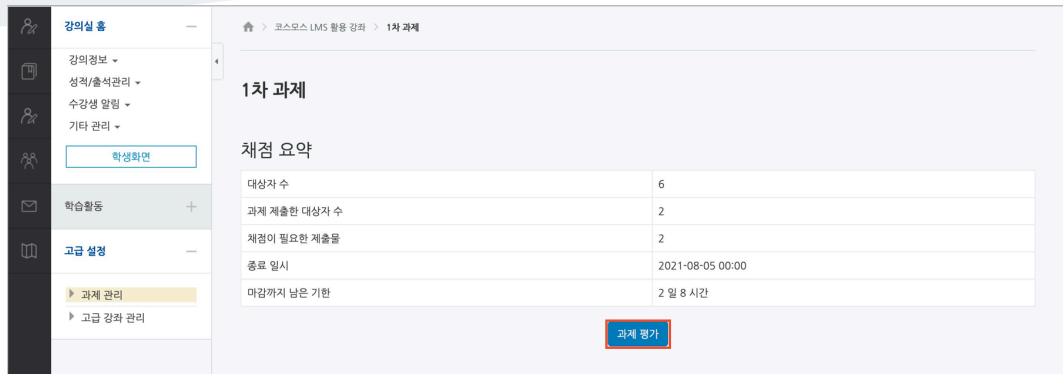 강의실 홈
강의정보
성적/출석관리
수강생 알림
기타 관리
학생화면
학습활동
고급 설정
과제 관리
고급 강좌 관리
코스모스 LMS 활용 강좌 > 1차 과제
1차 과제
채점 요약
대상자 수 6
과제 제출한 대상자 수 2
채점이 필요한 제출물 2
종료 일시 2021-08-05 00:00
마감까지 남은 기한 2 일 8 시간
과제 평가